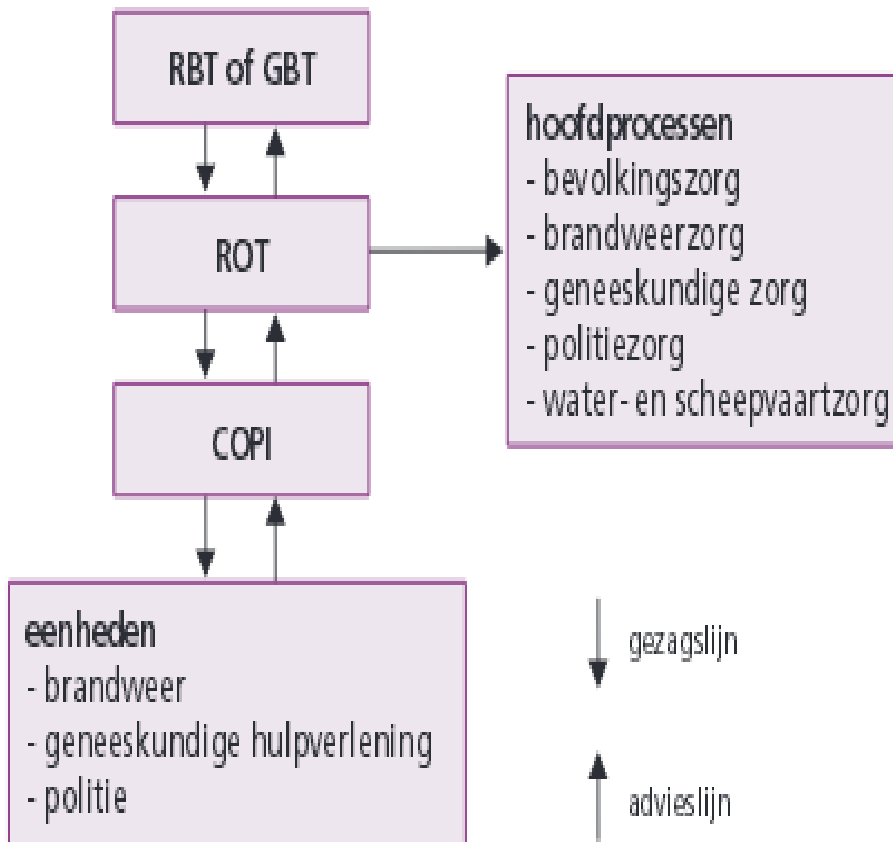 RBT of GBT
ROT
COPI
hoofdprocessen
- bevolkingszorg
- brandweerzorg
- geneeskundige zorg
- politiezorg
- water- en scheepvaartzorg
eenheden
- brandweer
- geneeskundige hulpverlening
- politie
gezagslijn
advieslijn